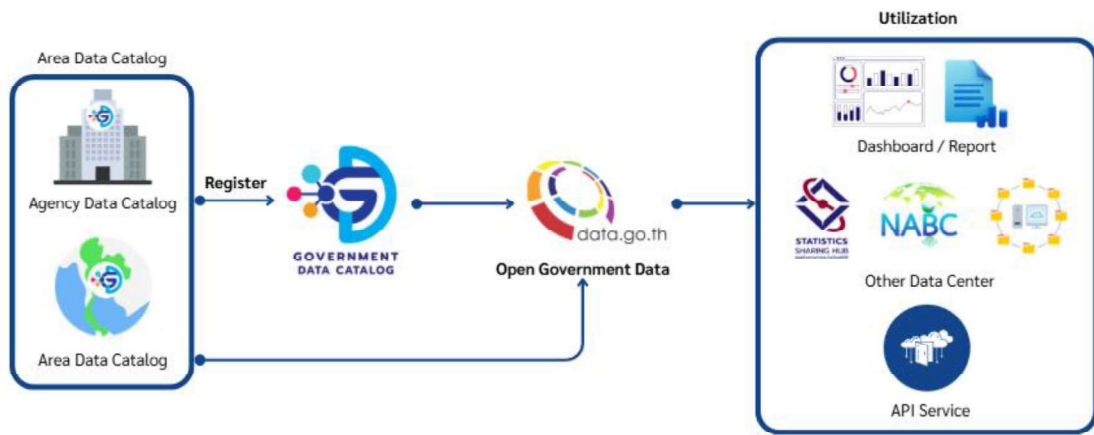 Utilization
Area Data Catalog
Agency Data Catalog
Area Data Catalog
Register
GOVERNMENT
DATA CATALOG
data.go.th
Open Government Data
Dashboard / Report
STATISTICS
SHARING HUB
NABC
Other Data Center
API Service